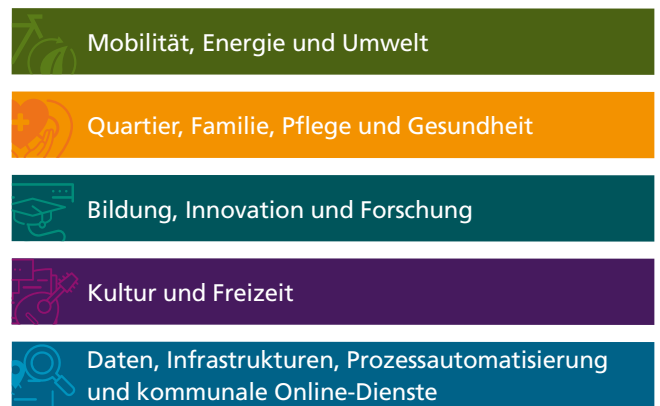 Mobilität, Energie und Umwelt
Quartier, Familie, Pflege und Gesundheit
Bildung, Innovation und Forschung
Kultur und Freizeit
Daten, Infrastrukturen, Prozessautomatisierung
und kommunale Online-Dienste